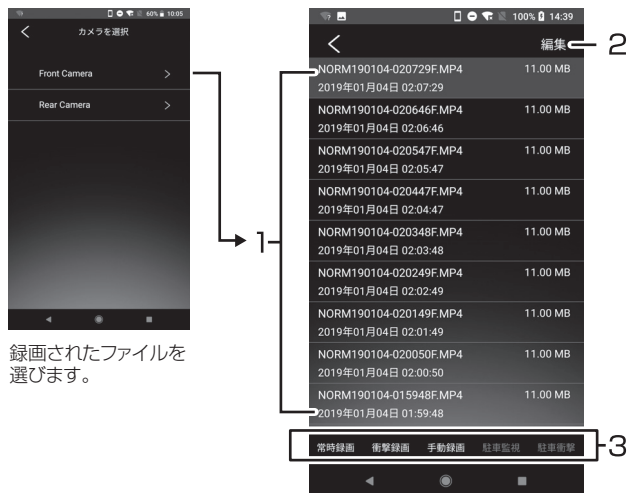 60% 10:05
カメラを選択
Front Camera
Rear Camera
録画されたファイルを
選びます。
100% 14:39
編集
2
NORM190104-020729F.MP4 11.00 MB
2019年01月04日 02:07:29
NORM190104-020646F.MP4 11.00 MB
2019年01月04日 02:06:46
NORM190104-020547F.MP4 11.00 MB
2019年01月04日 02:05:47
NORM190104-020447F.MP4 11.00 MB
2019年01月04日 02:04:47
1
NORM190104-020348F.MP4 11.00 MB
2019年01月04日 02:03:48
NORM190104-020249F.MP4 11.00 MB
2019年01月04日 02:02:49
NORM190104-020149F.MP4 11.00 MB
2019年01月04日 02:01:49
NORM190104-020050F.MP4 11.00 MB
2019年01月04日 02:00:50
NORM190104-015948F.MP4 11.00 MB
2019年01月04日 01:59:48
常時録画 衝撃録画 手動録画 駐車監視 駐車衝撃
3